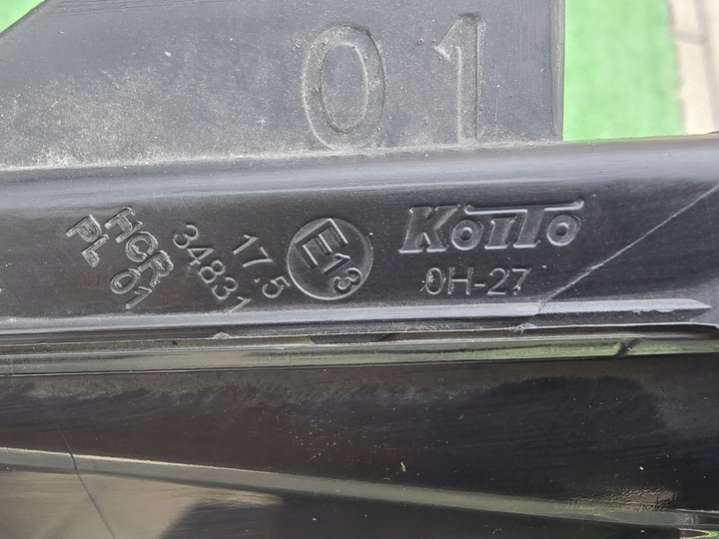 01
HCR
PL 01
34831
17.5
E13
KOITO
0H-27